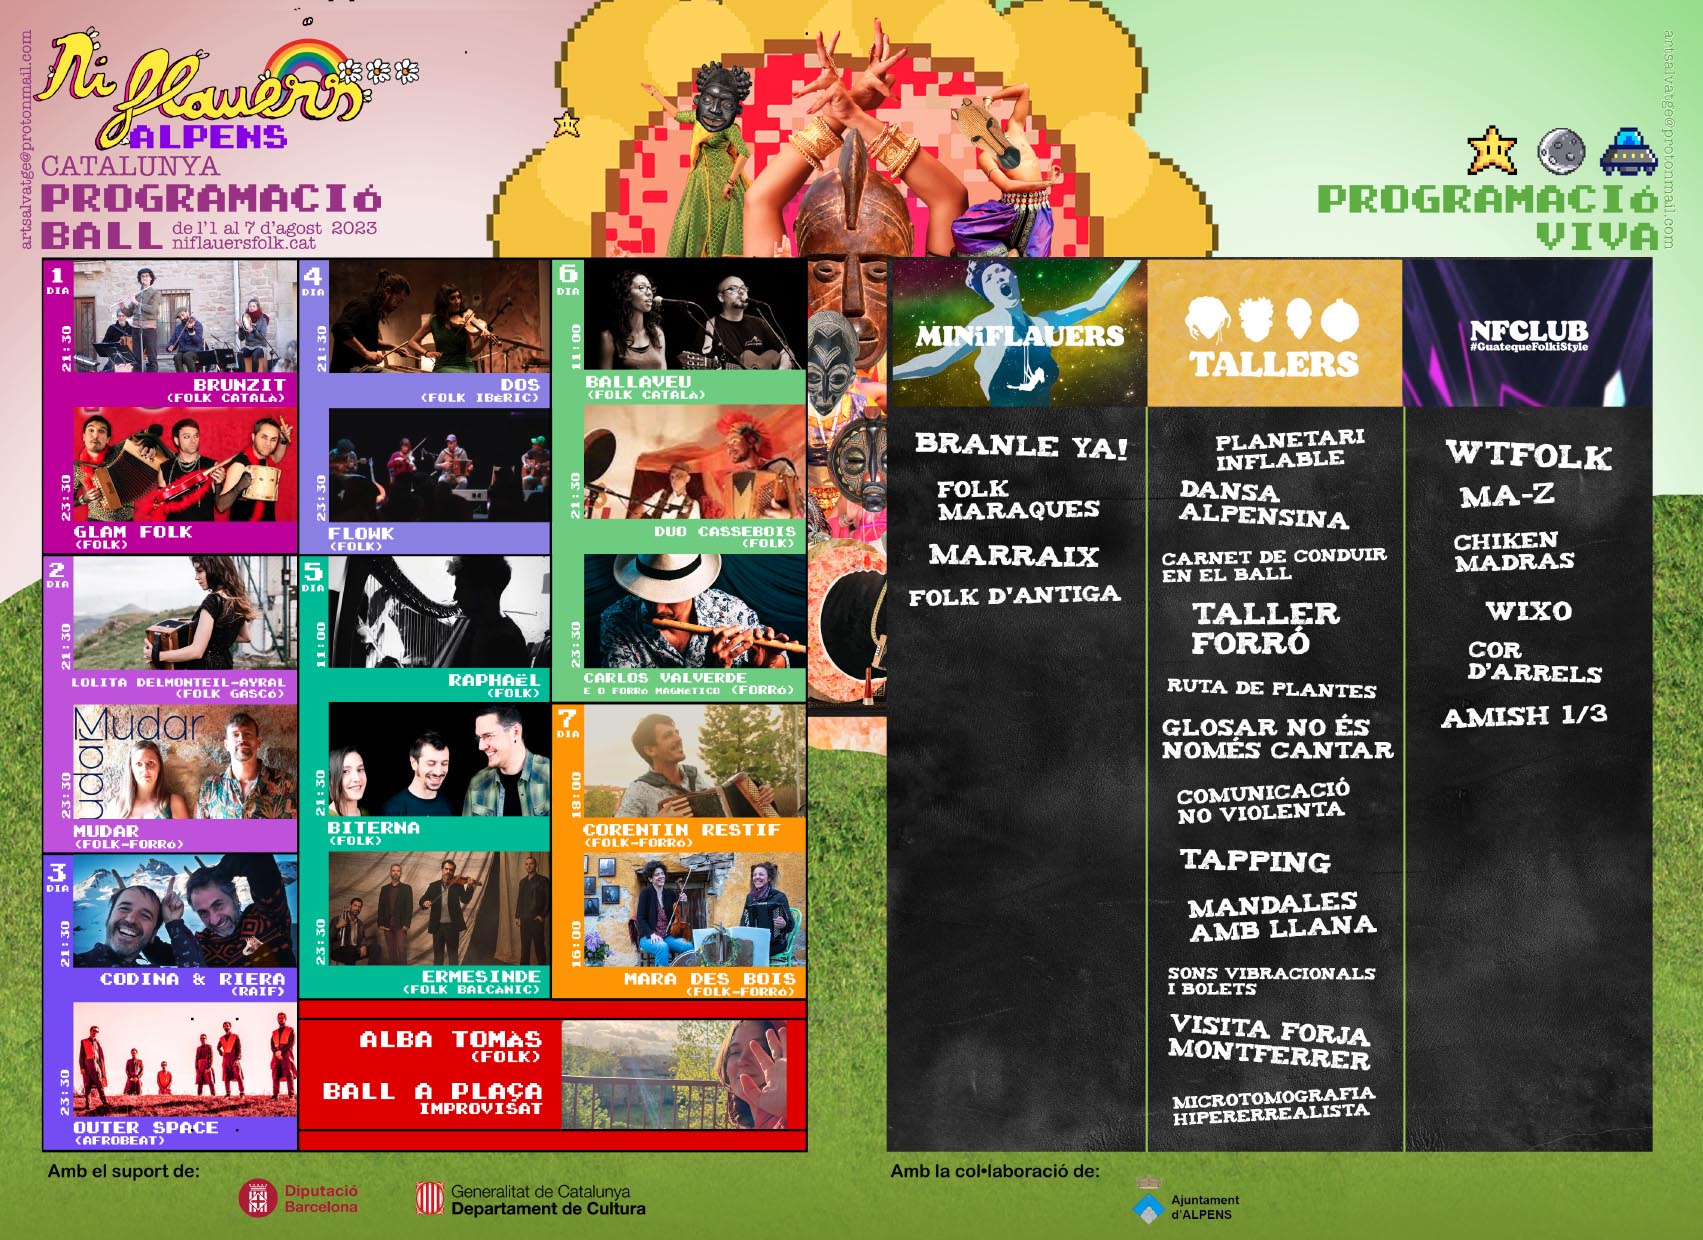 artsalvatge@protonmail.com
Ni flauers
ALPENS
CATALUNYA
PROGRAMACIÓ
BALL
de l'1 al 7 d'agost 2023
niflauersfolk.cat
1
DIA
21:30
BRUNZIT
(FOLK CATALÀ)
23:30
GLAM FOLK
(FOLK)
2
DIA
21:30
LOLITA DELMONTEIL-AYRAL
(FOLK GASCÓ)
Mudar
udar
23:30
MUDAR
(FOLK-FORRÓ)
3
DIA
21:30
CODINA & RIERA
(RAIF)
23:30
OUTER SPACE
(AFROBEAT)
4
DIA
21:30
DOS
(FOLK IBÈRIC)
23:30
FLOWK
(FOLK)
5
DIA
11:00
RAPHAËL
(FOLK)
21:30
BITERNA
(FOLK)
23:30
ERMESINDE
(FOLK BALCÀNIC)
6
DIA
11:00
BALLAVEU
(FOLK CATALÀ)
21:30
DUO CASSEBOIS
(FOLK)
23:30
CARLOS VALVERDE
E O FORRÓ MAGNÉTICO (FORRÓ)
7
DIA
18:00
CORENTIN RESTIF
(FOLK-FORRÓ)
16:00
MARA DES BOIS
(FOLK-FORRÓ)
ALBA TOMÀS
(FOLK)
BALL A PLAÇA
IMPROVISAT
Amb el suport de:
Diputació
Barcelona
Generalitat de Catalunya
Departament de Cultura
artsalvatge@protonmail.com
PROGRAMACIÓ
VIVA
MINiFLAUERS
BRANLE YA!
FOLK
MARAQUES
MARRAIX
FOLK D'ANTIGA
TALLERS
PLANETARI
INFLABLE
DANSA
ALPENSINA
CARNET DE CONDUIR
EN EL BALL
TALLER
FORRÓ
RUTA DE PLANTES
GLOSAR NO ÉS
NOMÉS CANTAR
COMUNICACIÓ
NO VIOLENTA
TAPPING
MANDALES
AMB LLANA
SONS VIBRACIONALS
I BOLETS
VISITA FORJA
MONTFERRER
MICROTOMOGRAFIA
HIPERERREALISTA
NFCLUB
#GuatequeFolkiStyle
WTFOLK
MA-Z
CHIKEN
MADRAS
WIXO
COR
D'ARRELS
AMISH 1/3
Amb la col•laboració de:
Ajuntament
d'ALPENS